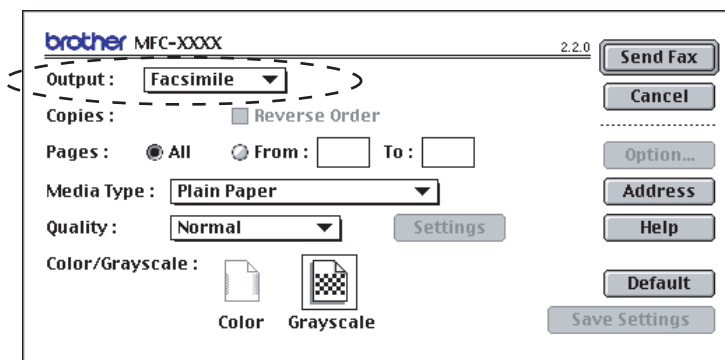 brother MFC-XXXX 2.2.0
Send Fax
Output : Facsimile
Cancel
Copies : Reverse Order
Pages : All From : To :
Option...
Media Type : Plain Paper
Address
Quality : Normal Settings
Help
Color/Grayscale :
Default
Color Grayscale
Save Settings